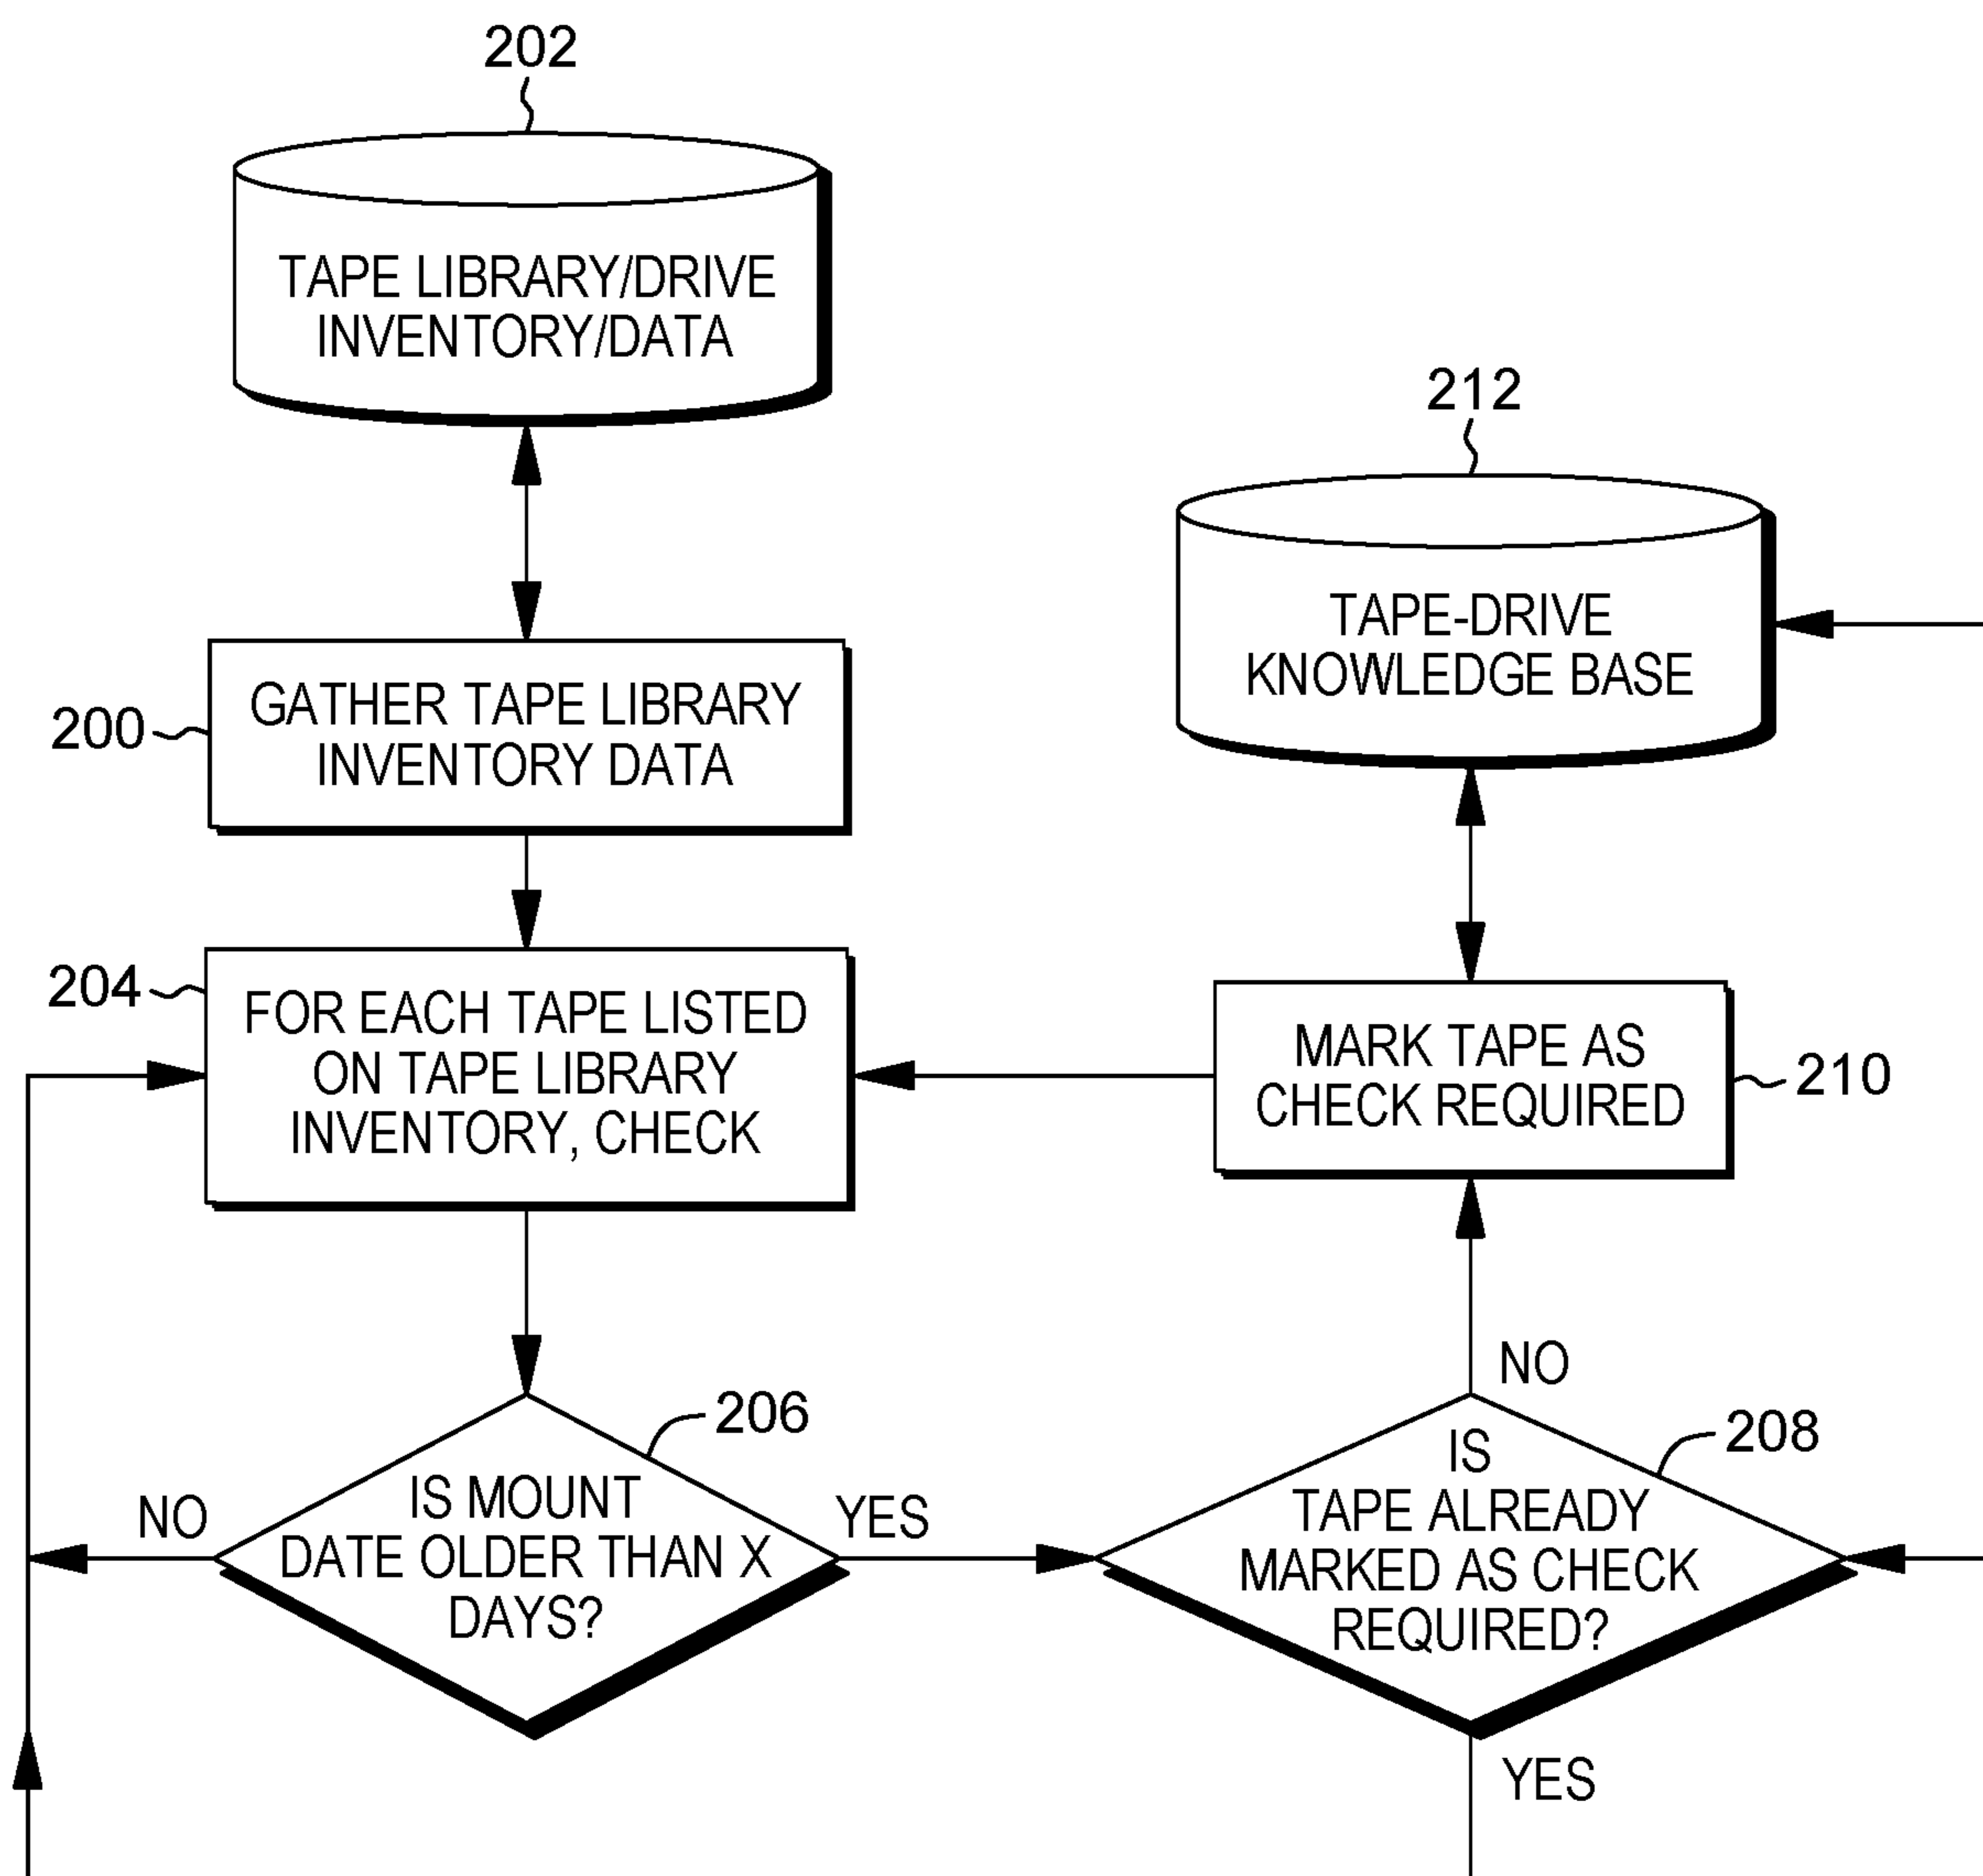 202
TAPE LIBRARY/DRIVE
INVENTORY/DATA
212
TAPE-DRIVE
KNOWLEDGE BASE
200
GATHER TAPE LIBRARY
INVENTORY DATA
204
FOR EACH TAPE LISTED
ON TAPE LIBRARY
INVENTORY, CHECK
MARK TAPE AS
CHECK REQUIRED
210
NO
206
IS MOUNT
DATE OLDER THAN X
DAYS?
YES
NO
208
IS
TAPE ALREADY
MARKED AS CHECK
REQUIRED?
YES